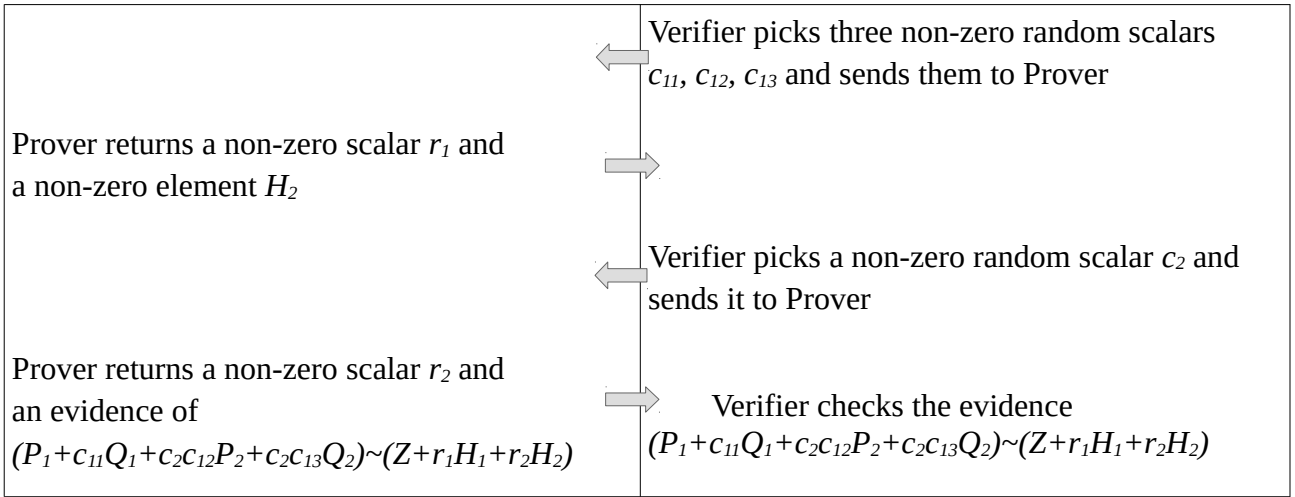 Verifier picks three non-zero random scalars
c₁₁, c₁₂, c₁₃ and sends them to Prover
Prover returns a non-zero scalar r₁ and
a non-zero element H₂
Verifier picks a non-zero random scalar c₂ and
sends it to Prover
Prover returns a non-zero scalar r₂ and
an evidence of
(P₁+c₁₁Q₁+c₂c₁₂P₂+c₂c₁₃Q₂)~(Z+r₁H₁+r₂H₂)
Verifier checks the evidence
(P₁+c₁₁Q₁+c₂c₁₂P₂+c₂c₁₃Q₂)~(Z+r₁H₁+r₂H₂)